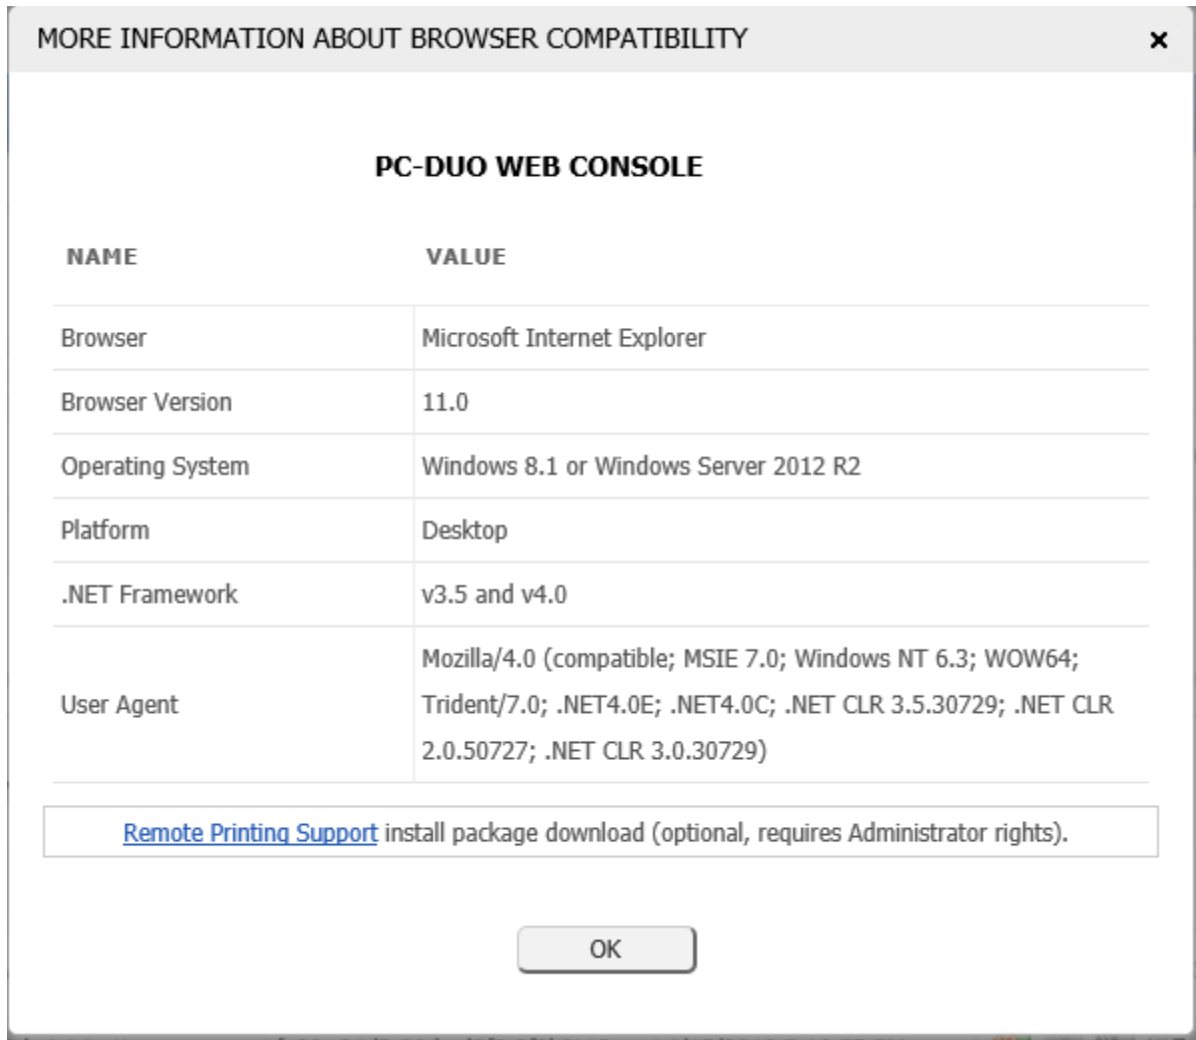 MORE INFORMATION ABOUT BROWSER COMPATIBILITY
PC-DUO WEB CONSOLE
NAME VALUE
Browser Microsoft Internet Explorer
Browser Version 11.0
Operating System Windows 8.1 or Windows Server 2012 R2
Platform Desktop
.NET Framework v3.5 and v4.0
User Agent Mozilla/4.0 (compatible; MSIE 7.0; Windows NT 6.3; WOW64;
Trident/7.0; .NET4.0E; .NET4.0C; .NET CLR 3.5.30729; .NET CLR
2.0.50727; .NET CLR 3.0.30729)
Remote Printing Support install package download (optional, requires Administrator rights).
OK